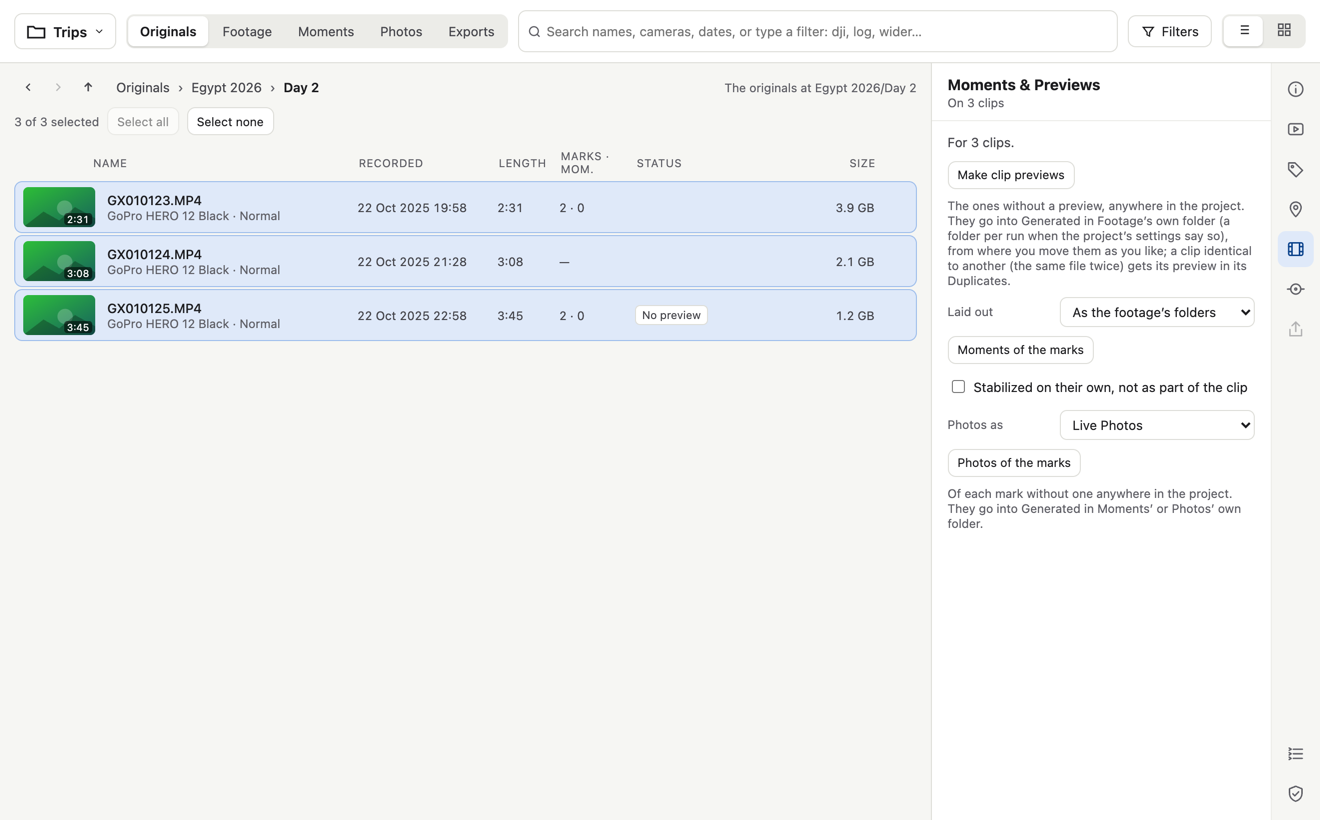 Trips
Originals
Footage
Moments
Photos
Exports
Search names, cameras, dates, or type a filter: dji, log, wider...
Filters
Originals › Egypt 2026 › Day 2
The originals at Egypt 2026/Day 2
3 of 3 selected
Select all
Select none
NAME
RECORDED
LENGTH
MARKS ·
MOM.
STATUS
SIZE
2:31
GX010123.MP4
GoPro HERO 12 Black · Normal
22 Oct 2025 19:58
2:31
2 · 0
3.9 GB
3:08
GX010124.MP4
GoPro HERO 12 Black · Normal
22 Oct 2025 21:28
3:08
—
2.1 GB
3:45
GX010125.MP4
GoPro HERO 12 Black · Normal
22 Oct 2025 22:58
3:45
2 · 0
No preview
1.2 GB
Moments & Previews
On 3 clips
For 3 clips.
Make clip previews
The ones without a preview, anywhere in the project.
They go into Generated in Footage’s own folder (a
folder per run when the project’s settings say so),
from where you move them as you like; a clip identical
to another (the same file twice) gets its preview in its
Duplicates.
Laid out
As the footage’s folders
Moments of the marks
Stabilized on their own, not as part of the clip
Photos as
Live Photos
Photos of the marks
Of each mark without one anywhere in the project.
They go into Generated in Moments’ or Photos’ own
folder.